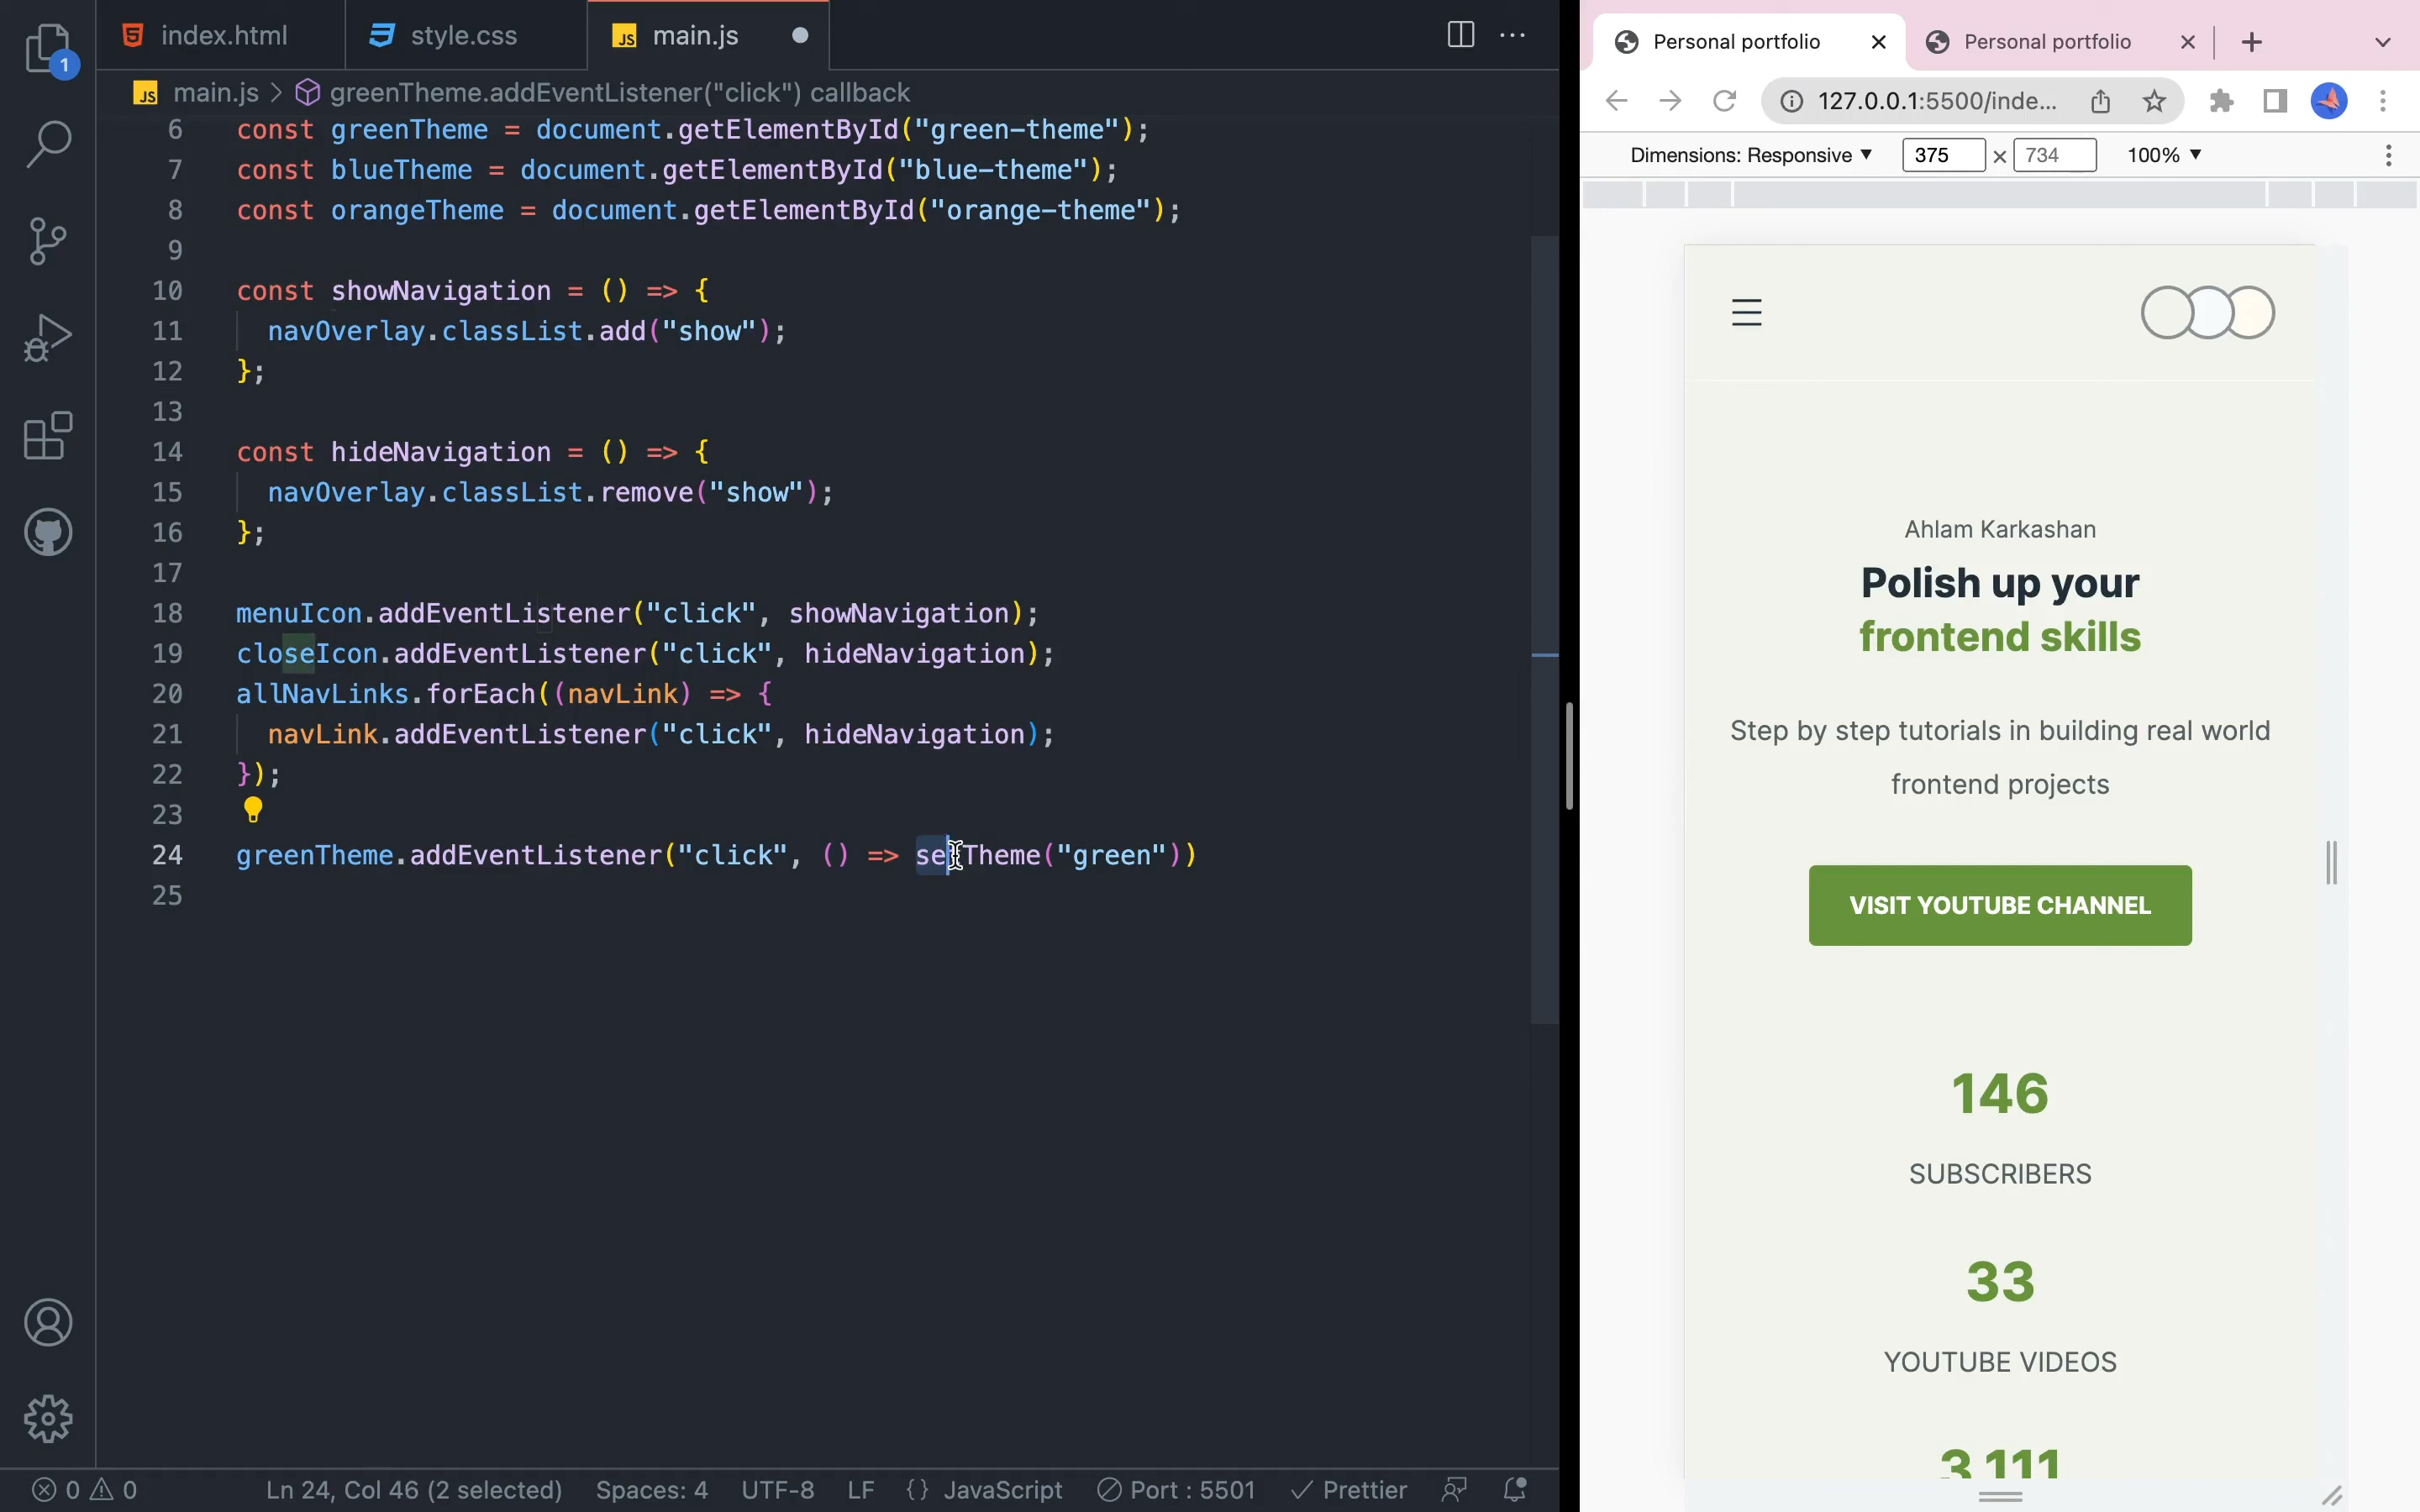 index.html
style.css
JS main.js
1
JS main.js > greenTheme.addEventListener("click") callback
6 const greenTheme = document.getElementById("green-theme");
7 const blueTheme = document.getElementById("blue-theme");
8 const orangeTheme = document.getElementById("orange-theme");
9
10 const showNavigation = () => {
11 navOverlay.classList.add("show");
12 };
13
14 const hideNavigation = () => {
15 navOverlay.classList.remove("show");
16 };
17
18 menuIcon.addEventListener("click", showNavigation);
19 closeIcon.addEventListener("click", hideNavigation);
20 allNavLinks.forEach((navLink) => {
21 navLink.addEventListener("click", hideNavigation);
22 });
23
24 greenTheme.addEventListener("click", () => setTheme("green"))
25
0 0 Ln 24, Col 46 (2 selected) Spaces: 4 UTF-8 LF {} JavaScript Port : 5501 Prettier
Personal portfolio
Personal portfolio
127.0.0.1:5500/inde...
Dimensions: Responsive 375 × 734 100%
Ahlam Karkashan
Polish up your
frontend skills
Step by step tutorials in building real world
frontend projects
VISIT YOUTUBE CHANNEL
146
SUBSCRIBERS
33
YOUTUBE VIDEOS
3,111